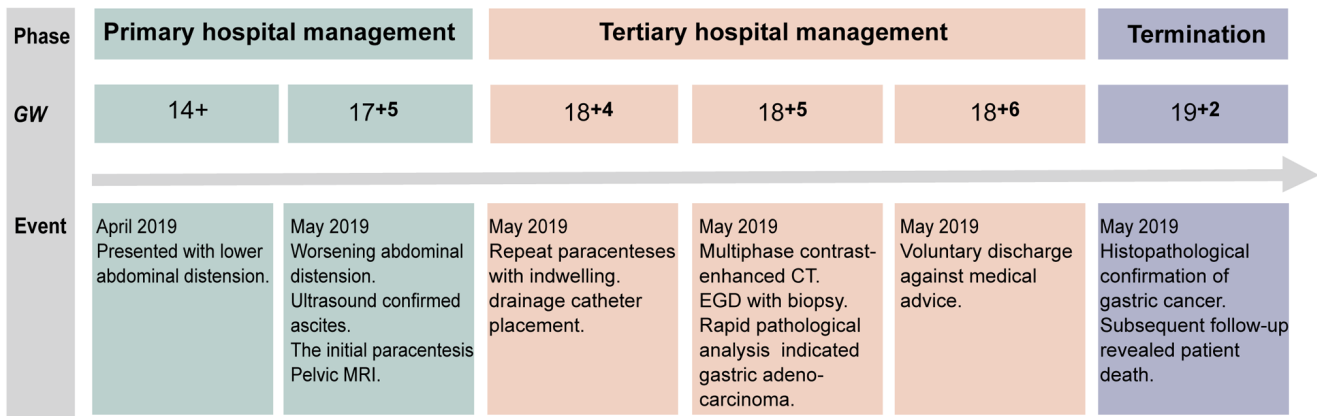 Phase
Primary hospital management
Tertiary hospital management
Termination
GW
14+
17+5
18+4
18+5
18+6
19+2
Event
April 2019
Presented with lower
abdominal distension.
May 2019
Worsening abdominal
distension.
Ultrasound confirmed
ascites.
The initial paracentesis
Pelvic MRI.
May 2019
Repeat paracenteses
with indwelling.
drainage catheter
placement.
May 2019
Multiphase contrast-
enhanced CT.
EGD with biopsy.
Rapid pathological
analysis indicated
gastric adeno-
carcinoma.
May 2019
Voluntary discharge
against medical
advice.
May 2019
Histopathological
confirmation of
gastric cancer.
Subsequent follow-up
revealed patient
death.